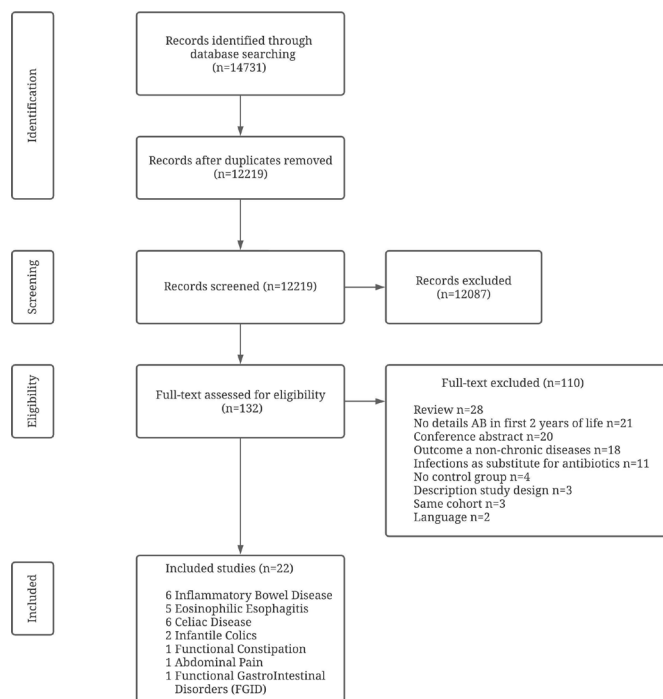 Identification
Records identified through
database searching
(n=14731)
Records after duplicates removed
(n=12219)
Screening
Records screened (n=12219)
Records excluded
(n=12087)
Eligibility
Full-text assessed for eligibility
(n=132)
Full-text excluded (n=110)
Review n=28
No details AB in first 2 years of life n=21
Conference abstract n=20
Outcome a non-chronic diseases n=18
Infections as substitute for antibiotics n=11
No control group n=4
Description study design n=3
Same cohort n=3
Language n=2
Included
Included studies (n=22)
6 Inflammatory Bowel Disease
5 Eosinophilic Esophagitis
6 Celiac Disease
2 Infantile Colics
1 Functional Constipation
1 Abdominal Pain
1 Functional GastroIntestinal
Disorders (FGID)